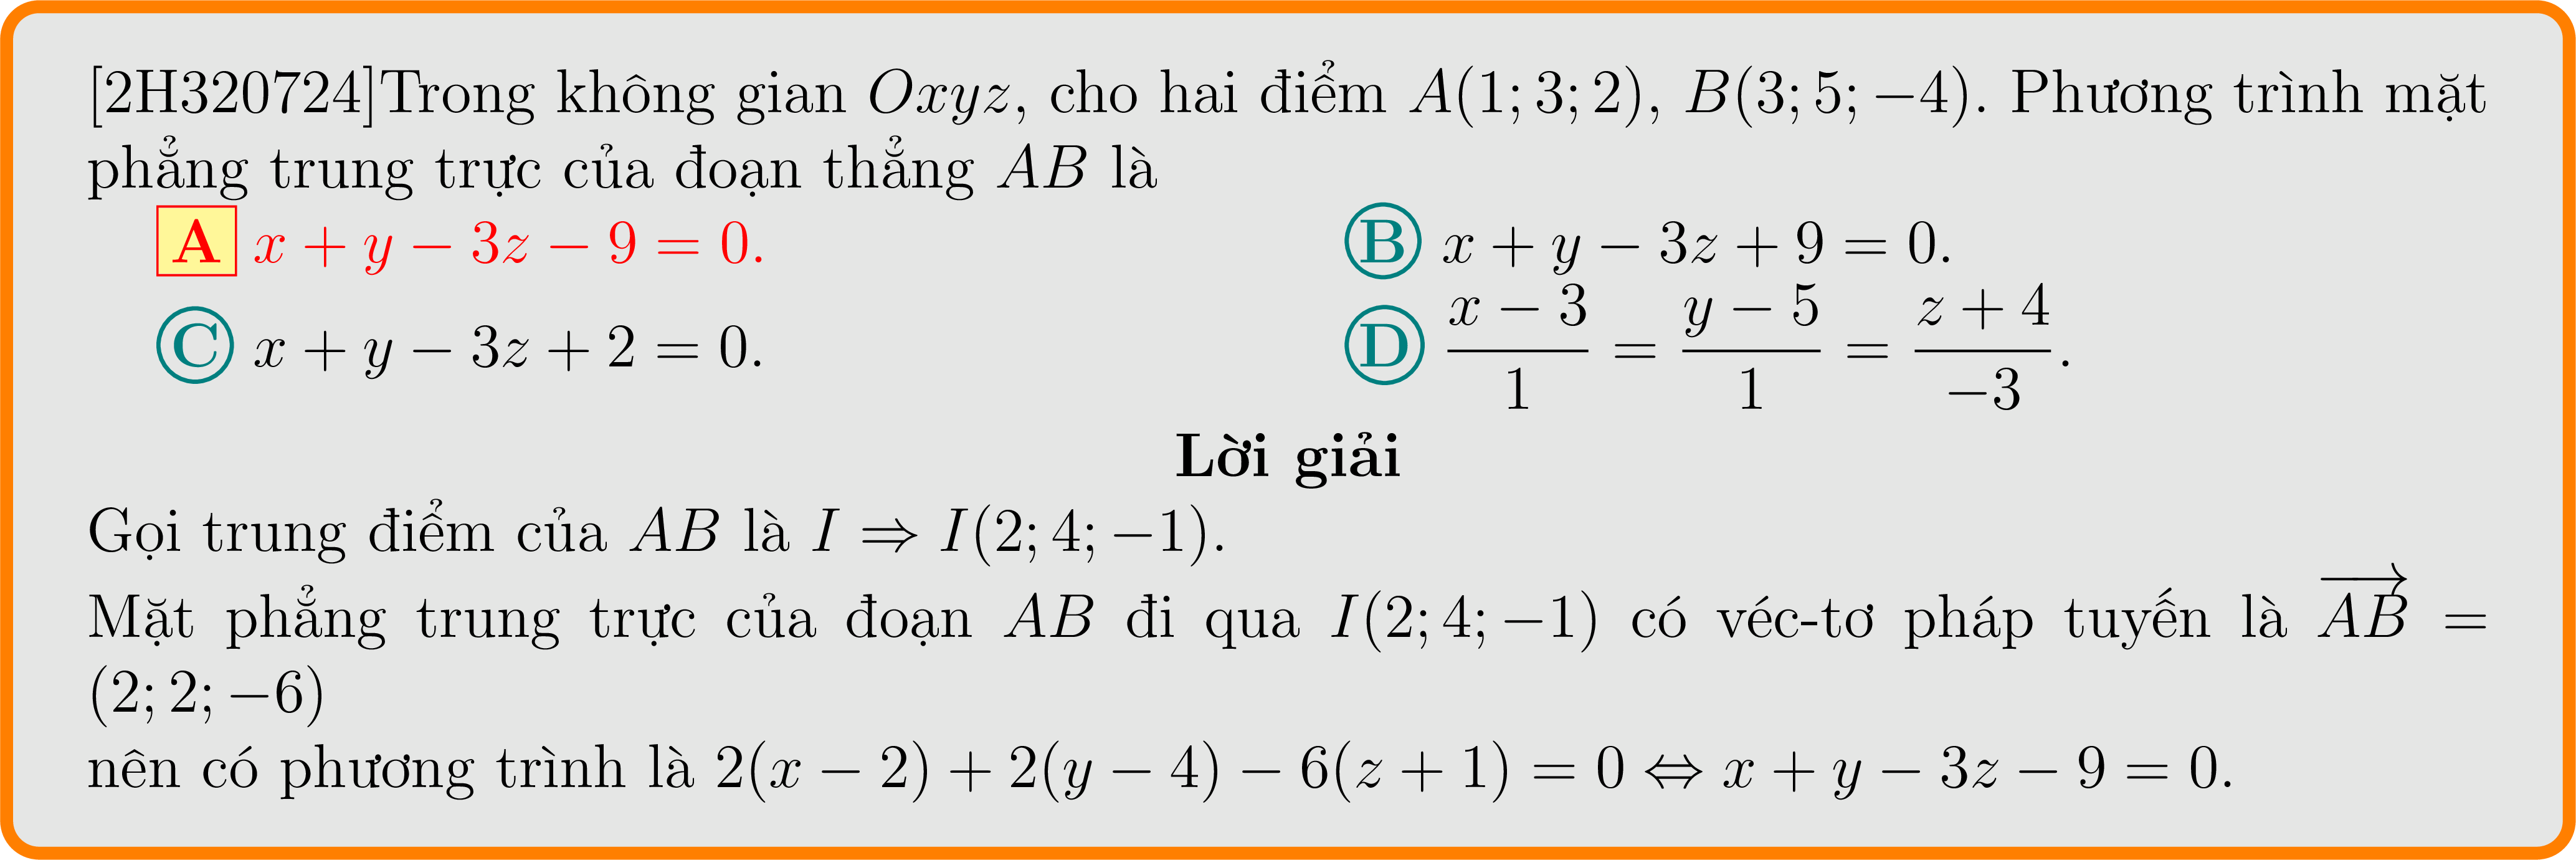 [2H320724]Trong không gian Oxyz, cho hai điểm A(1; 3; 2), B(3; 5; −4). Phương trình mặt
phẳng trung trực của đoạn thẳng AB là
A x + y − 3z − 9 = 0. B x + y − 3z + 9 = 0.
C x + y − 3z + 2 = 0. D \frac{x − 3}{1} = \frac{y − 5}{1} = \frac{z + 4}{−3}.
Lời giải
Gọi trung điểm của AB là I ⇒ I(2; 4; −1).
Mặt phẳng trung trực của đoạn AB đi qua I(2; 4; −1) có véc-tơ pháp tuyến là \overrightarrow{AB} =
(2; 2; −6)
nên có phương trình là 2(x − 2) + 2(y − 4) − 6(z + 1) = 0 ⇔ x + y − 3z − 9 = 0.